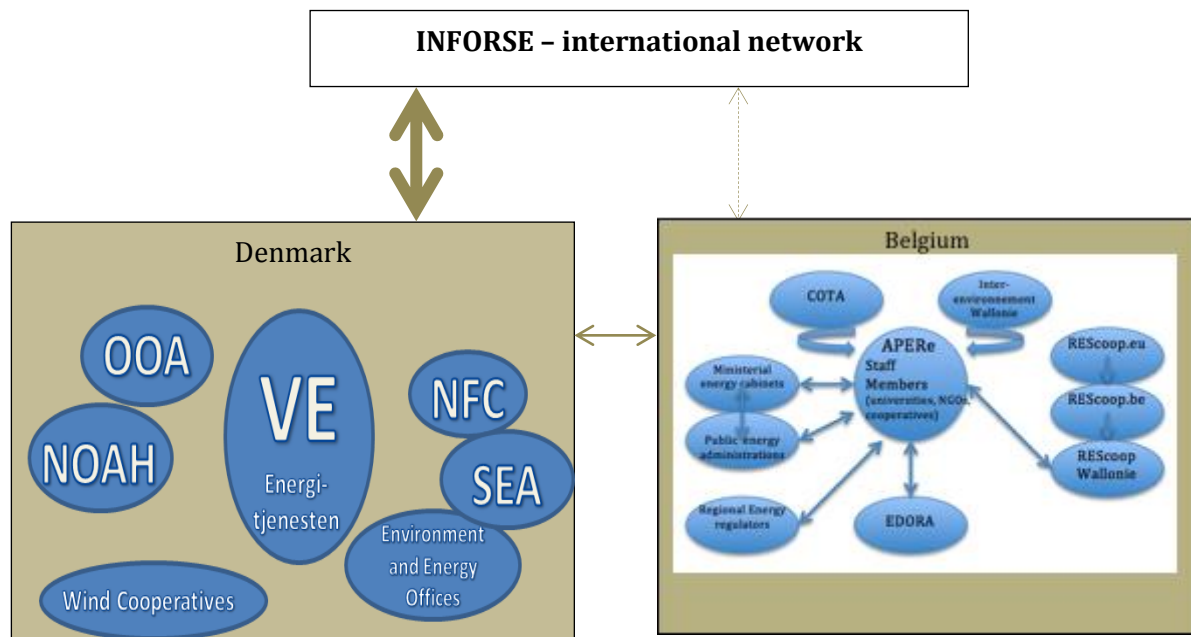 INFORSE – international network
Denmark
OOA
NOAH
VE
Energi-
tjenesten
NFC
SEA
Environment
and Energy
Offices
Wind Cooperatives
Belgium
COTA
Inter-
environnement
Wallonie
APERe
Staff
Members
(universities, NGOs,
cooperatives)
Ministerial
energy cabinets
Public energy
administrations
Regional Energy
regulators
EDORA
REScoop.eu
REScoop.be
REScoop
Wallonie